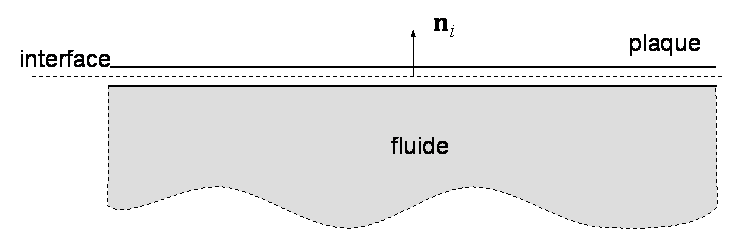 n_i
plaque
interface
fluide